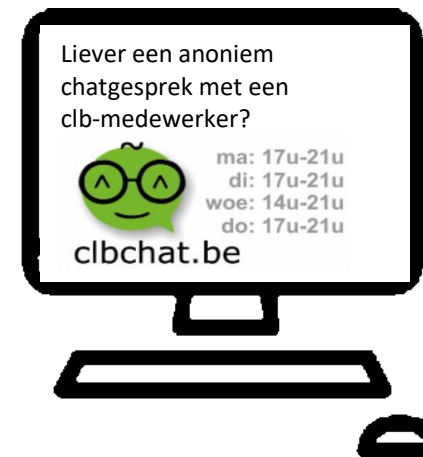 Liever een anoniem
chatgesprek met een
clb-medewerker?
ma: 17u-21u
di: 17u-21u
woe: 14u-21u
do: 17u-21u
clbchat.be